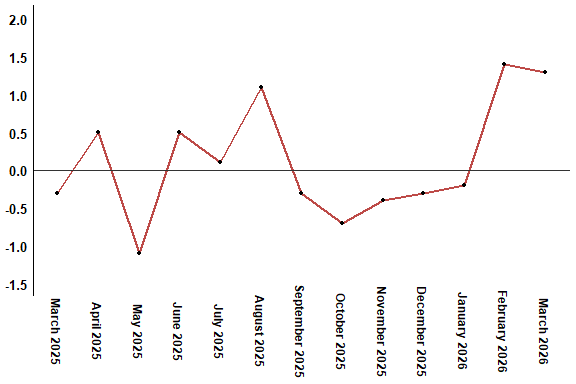 2.0
1.5
1.0
0.5
0.0
-0.5
-1.0
-1.5
March 2025
April 2025
May 2025
June 2025
July 2025
August 2025
September 2025
October 2025
November 2025
December 2025
January 2026
February 2026
March 2026